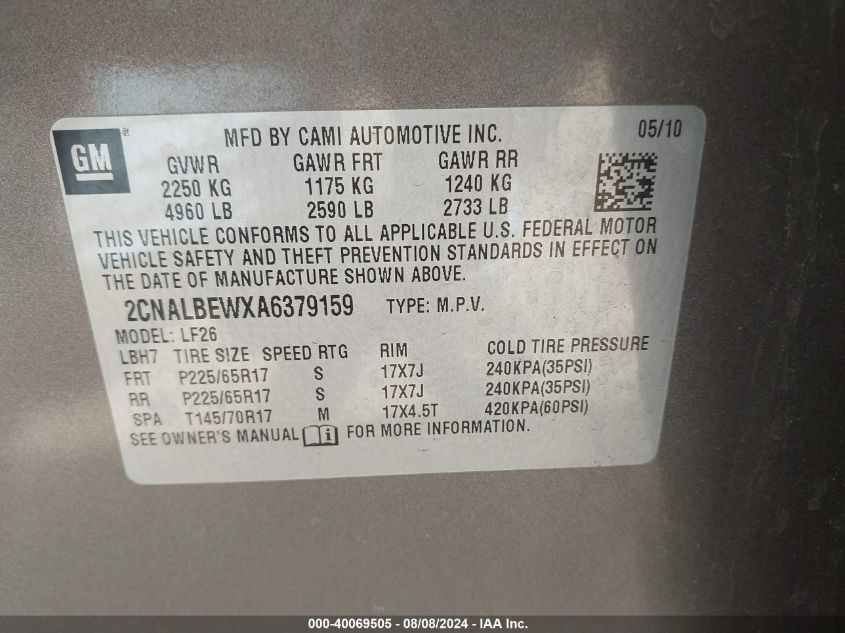 GM® MFD BY CAMI AUTOMOTIVE INC. 05/10
GVWR GAWR FRT GAWR RR
2250 KG 1175 KG 1240 KG
4960 LB 2590 LB 2733 LB
THIS VEHICLE CONFORMS TO ALL APPLICABLE U.S. FEDERAL MOTOR
VEHICLE SAFETY AND THEFT PREVENTION STANDARDS IN EFFECT ON
THE DATE OF MANUFACTURE SHOWN ABOVE.
2CNALBEWXA6379159 TYPE: M.P.V.
MODEL: LF26
LBH7 TIRE SIZE SPEED RTG RIM COLD TIRE PRESSURE
FRT P225/65R17 S 17X7J 240KPA(35PSI)
RR P225/65R17 S 17X7J 240KPA(35PSI)
SPA T145/70R17 M 17X4.5T 420KPA(60PSI)
SEE OWNER'S MANUAL i FOR MORE INFORMATION.
000-40069505 - 08/08/2024 - IAA Inc.